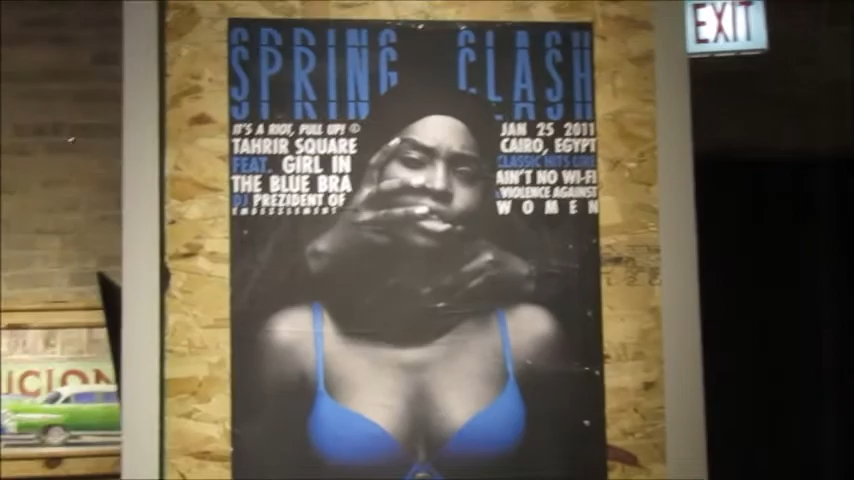 EXIT
SPRING CLASH
IT'S A RIOT, PULL UP! ©
TAHRIR SQUARE
FEAT. GIRL IN
THE BLUE BRA
DJ PREZIDENT OF
JAN 25 2011
CAIRO, EGYPT
CLASSIC HITS LIKE
AIN'T NO WI-FI
VIOLENCE AGAINST
WOMEN
UCION